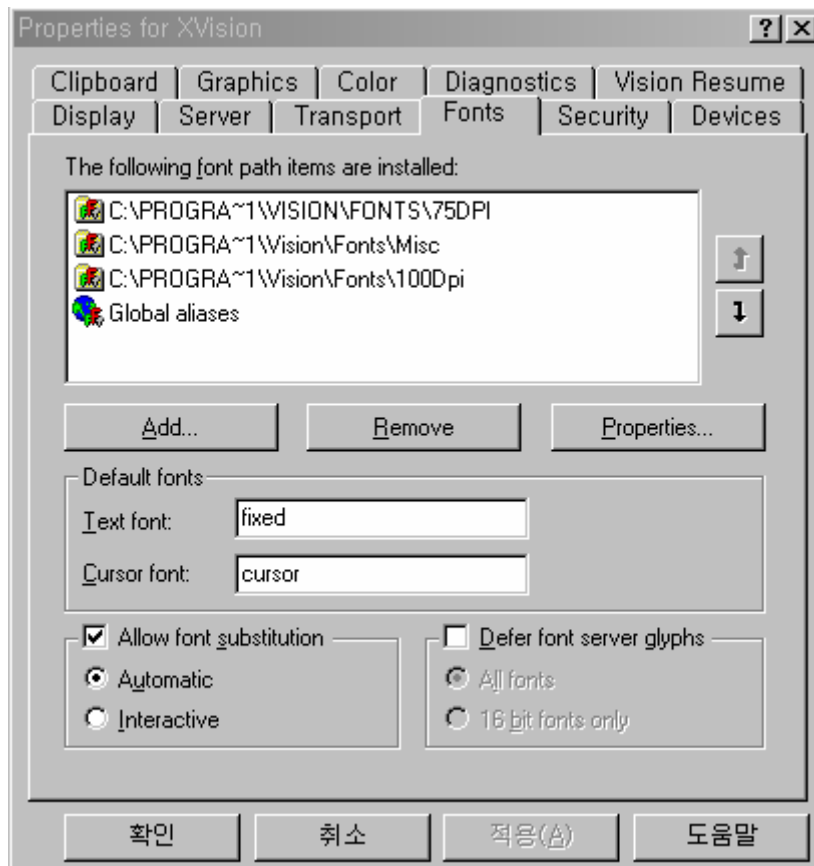 Properties for XVision
Clipboard Graphics Color Diagnostics Vision Resume
Display Server Transport Fonts Security Devices
The following font path items are installed:
C:\PROGRA~1\VISION\FONTS\75DPI
C:\PROGRA~1\Vision\Fonts\Misc
C:\PROGRA~1\Vision\Fonts\100Dpi
Global aliases
Add... Remove Properties...
Default fonts
Text font: fixed
Cursor font: cursor
Allow font substitution Defer font server glyphs
Automatic All fonts
Interactive 16 bit fonts only
확인 취소 적용(A) 도움말